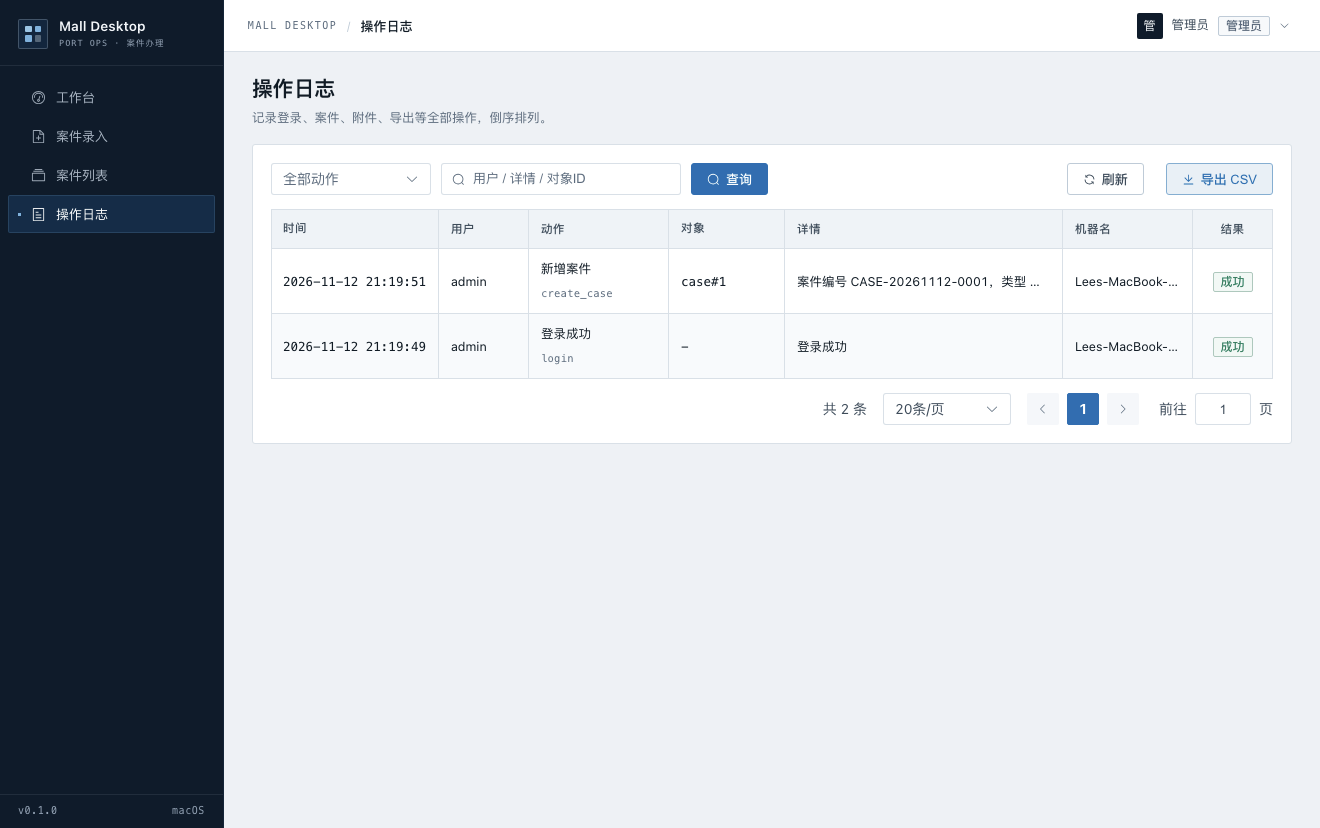 Mall Desktop
PORT OPS · 案件办理
工作台
案件录入
案件列表
操作日志
v0.1.0 macOS
MALL DESKTOP / 操作日志
管 管理员 管理员
操作日志
记录登录、案件、附件、导出等全部操作，倒序排列。
全部动作 用户 / 详情 / 对象ID 查询 刷新 导出 CSV
时间 用户 动作 对象 详情 机器名 结果
2026-11-12 21:19:51 admin 新增案件 create_case case#1 案件编号 CASE-20261112-0001，类型 ... Lees-MacBook-... 成功
2026-11-12 21:19:49 admin 登录成功 login – 登录成功 Lees-MacBook-... 成功
共 2 条 20条/页 1 前往 1 页